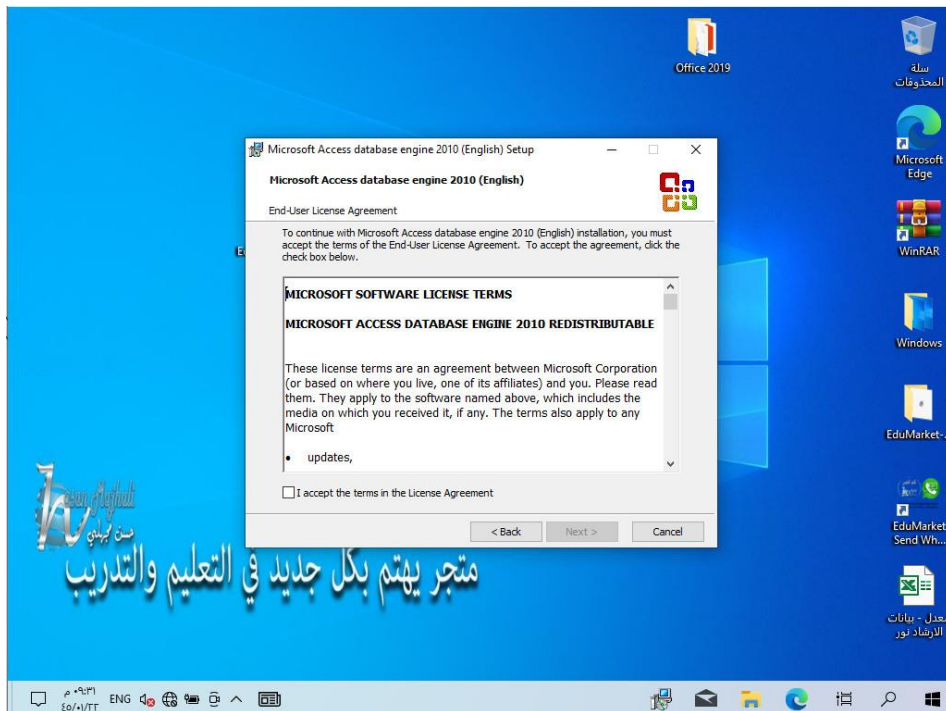 Office 2019
سلة
المحذوفات
Microsoft
Edge
WinRAR
Windows
EduMarket-..
EduMarket
Send Wh...
معدل - بيانات
الارشاد نور
Microsoft Access database engine 2010 (English) Setup
Microsoft Access database engine 2010 (English)
End-User License Agreement
To continue with Microsoft Access database engine 2010 (English) installation, you must
accept the terms of the End-User License Agreement. To accept the agreement, click the
check box below.
MICROSOFT SOFTWARE LICENSE TERMS
MICROSOFT ACCESS DATABASE ENGINE 2010 REDISTRIBUTABLE
These license terms are an agreement between Microsoft Corporation
(or based on where you live, one of its affiliates) and you. Please read
them. They apply to the software named above, which includes the
media on which you received it, if any. The terms also apply to any
Microsoft
• updates,
I accept the terms in the License Agreement
< Back
Next >
Cancel
متجر يهتم بكل جديد في التعليم والتدريب
٠٩:٣١ م
٤٥/٠١/٢٢
ENG